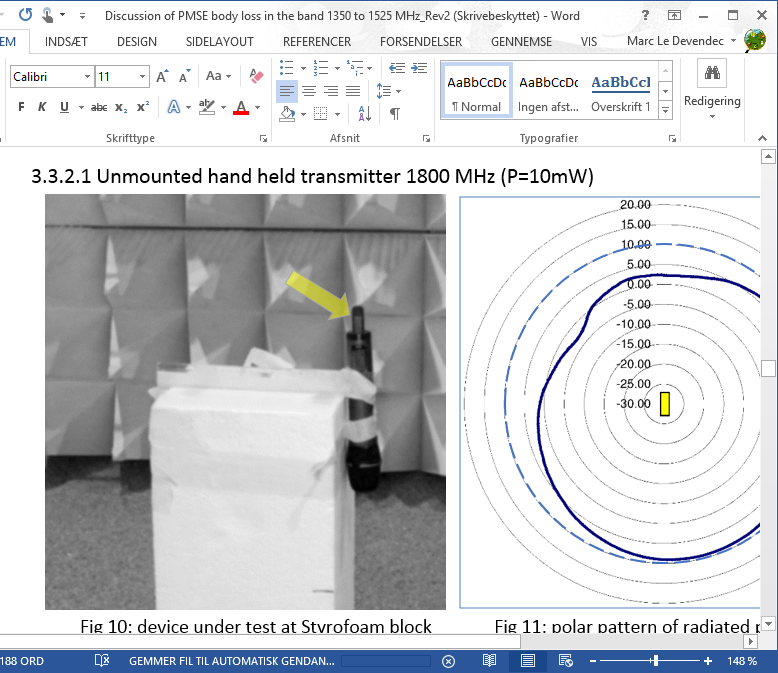 Discussion of PMSE body loss in the band 1350 to 1525 MHz_Rev2 (Skrivebeskyttet) - Word
?
EM INDSÆT DESIGN SIDELAYOUT REFERENCER FORSENDELSER GENNEMSE VIS Marc Le Devendec
Calibri 11 A A Aa
F K U abc x₂ x² A ab A
AaBbCcDc AaBbCcDc AaBbCcI
¶ Normal Ingen afst... Overskrift 1
Redigering
Skrifttype Afsnit Typografier
3.3.2.1 Unmounted hand held transmitter 1800 MHz (P=10mW)
20.00
15.00
10.00
5.00
0.00
-5.00
-10.00
-15.00
-20.00
-25.00
-30.00
Fig 10: device under test at Styrofoam block
Fig 11: polar pattern of radiated p
188 ORD GEMMER FIL TIL AUTOMATISK GENDAN... 148 %